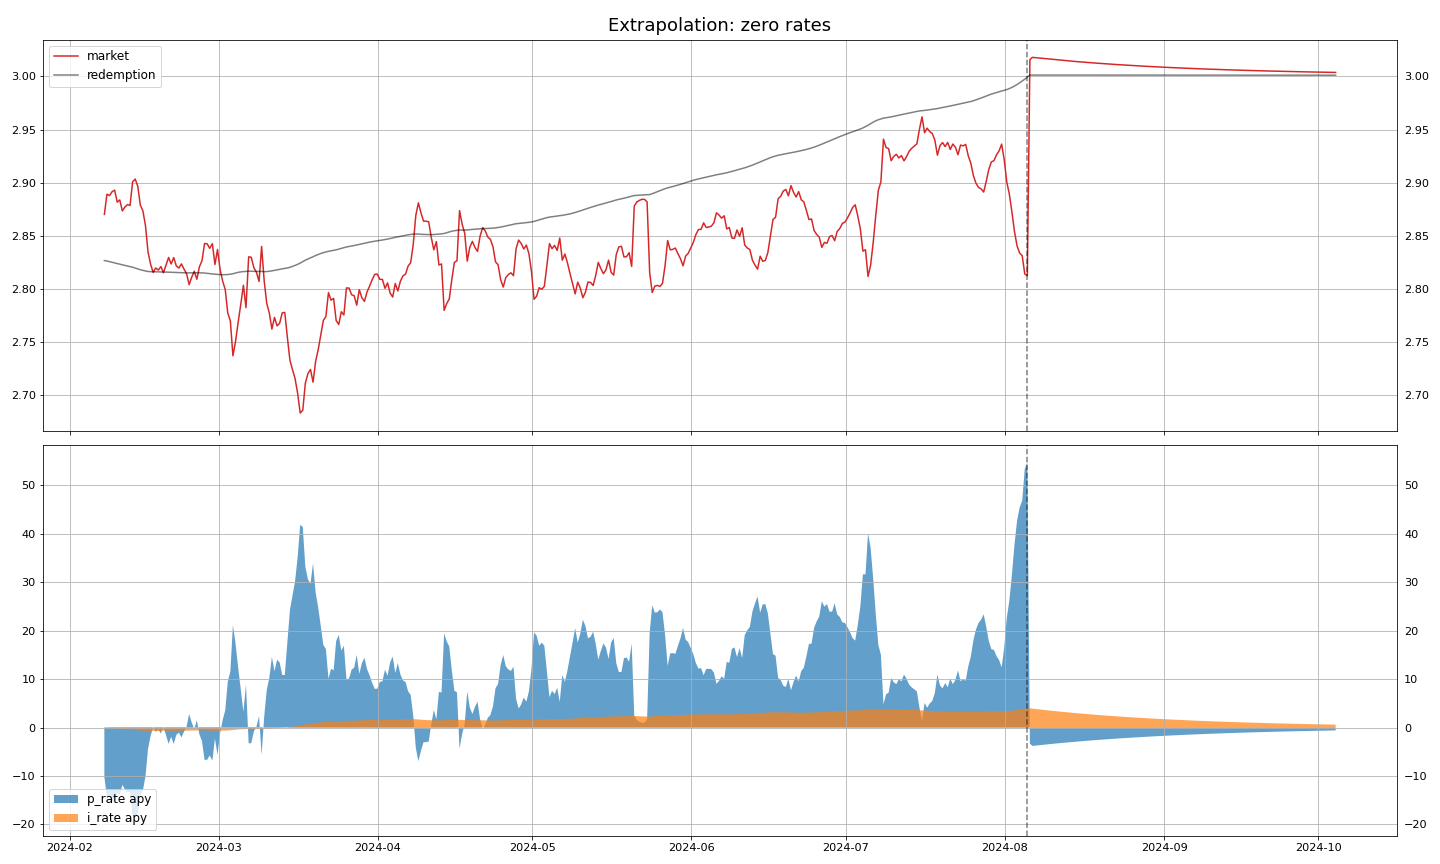 Extrapolation: zero rates
market
redemption
3.00 3.00
2.95 2.95
2.90 2.90
2.85 2.85
2.80 2.80
2.75 2.75
2.70 2.70
50 50
40 40
30 30
20 20
10 10
0 0
−10 −10
−20 −20
p_rate apy
i_rate apy
2024-02 2024-03 2024-04 2024-05 2024-06 2024-07 2024-08 2024-09 2024-10